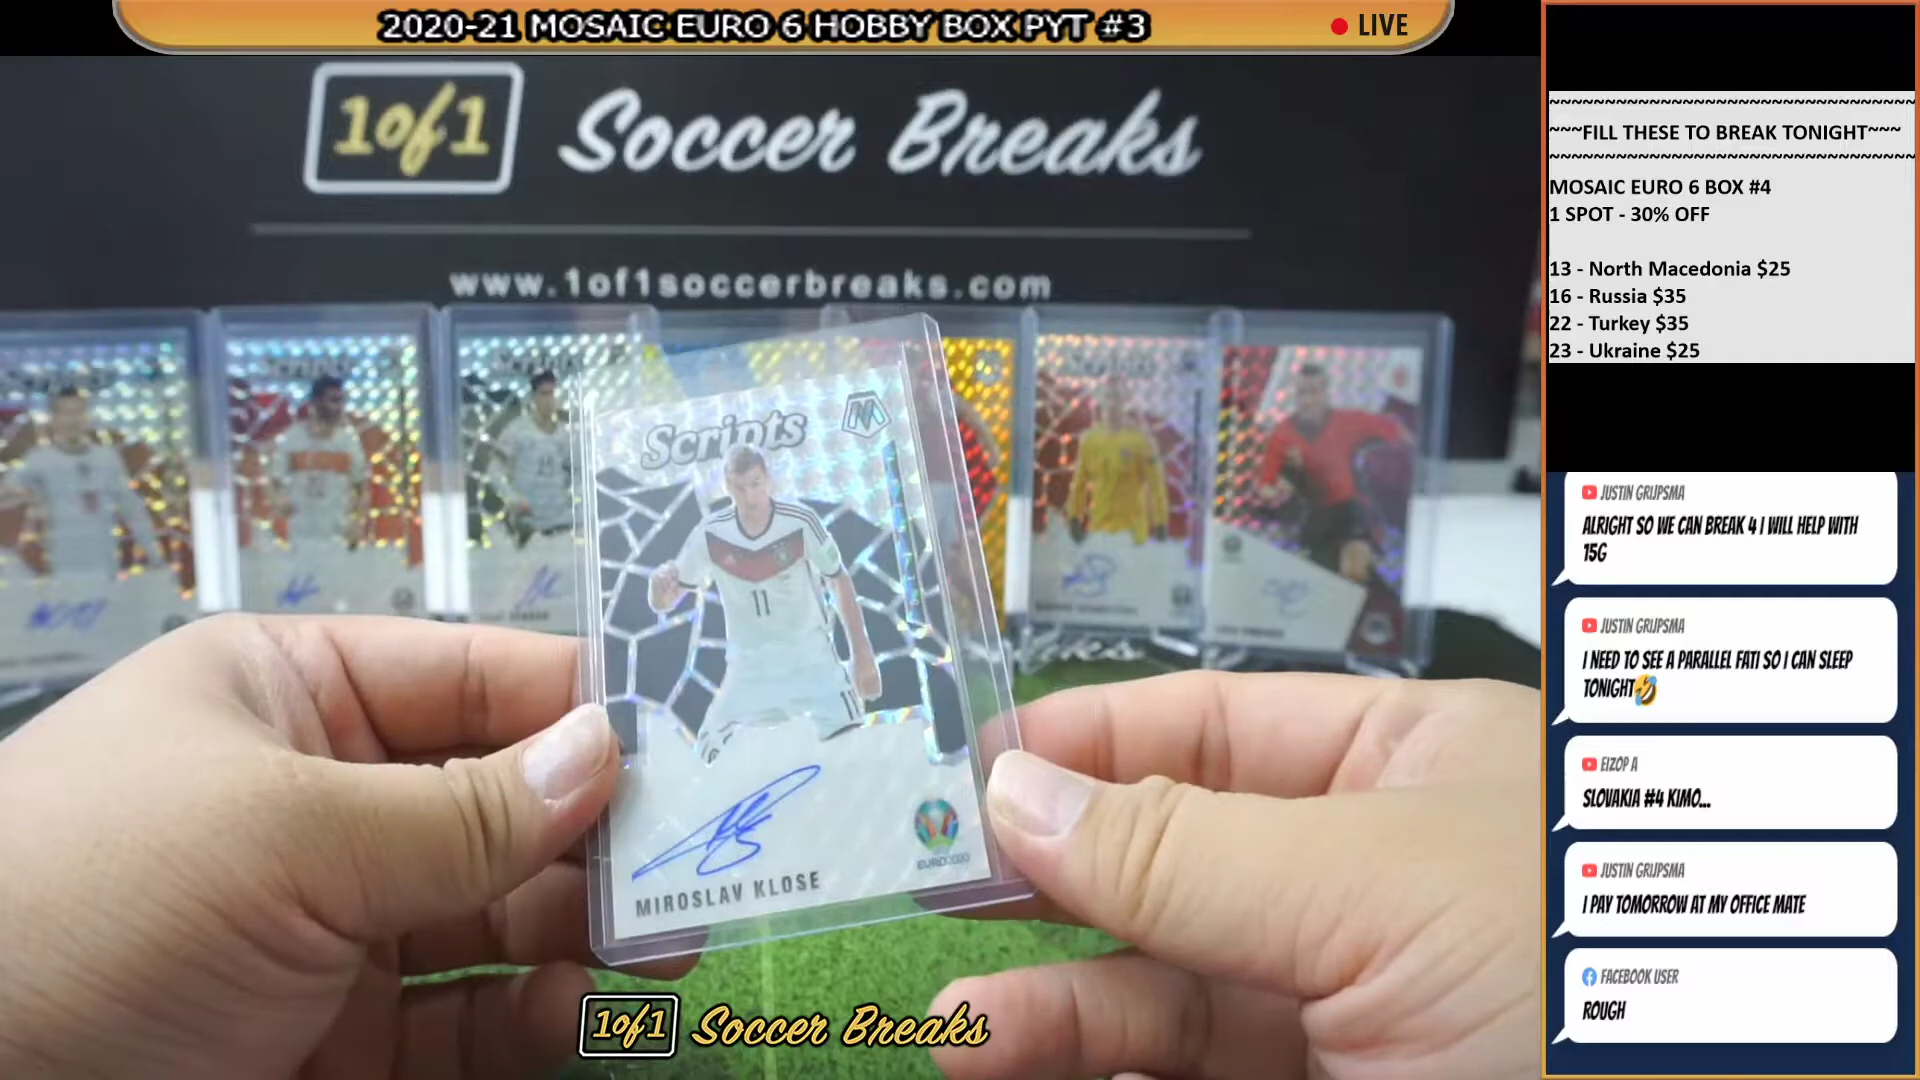 2020-21 MOSAIC EURO 6 HOBBY BOX PYT #3
LIVE
1of1 Soccer Breaks
www.1of1soccerbreaks.com
Scripts
11
11
MIROSLAV KLOSE
EURO2020
1of1 Soccer Breaks
~~~~~~~~~~~~~~~~~~~~~~~~~~~~~~~
~~~FILL THESE TO BREAK TONIGHT~~~
~~~~~~~~~~~~~~~~~~~~~~~~~~~~~~~
MOSAIC EURO 6 BOX #4
1 SPOT - 30% OFF
13 - North Macedonia $25
16 - Russia $35
22 - Turkey $35
23 - Ukraine $25
JUSTIN GRIJPSMA
ALRIGHT SO WE CAN BREAK 4 I WILL HELP WITH
15G
JUSTIN GRIJPSMA
I NEED TO SEE A PARALLEL FATI SO I CAN SLEEP
TONIGHT🤣
EIZOP A
SLOVAKIA #4 KIMO...
JUSTIN GRIJPSMA
I PAY TOMORROW AT MY OFFICE MATE
FACEBOOK USER
ROUGH